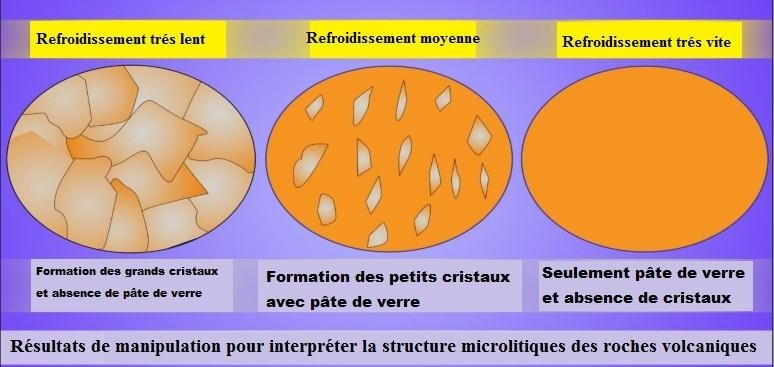 Refroidissement trés lent
Refroidissement moyenne
Refroidissement trés vite
Formation des grands cristaux
et absence de pâte de verre
Formation des petits cristaux
avec pâte de verre
Seulement pâte de verre
et absence de cristaux
Résultats de manipulation pour interpréter la structure microlitiques des roches volcaniques